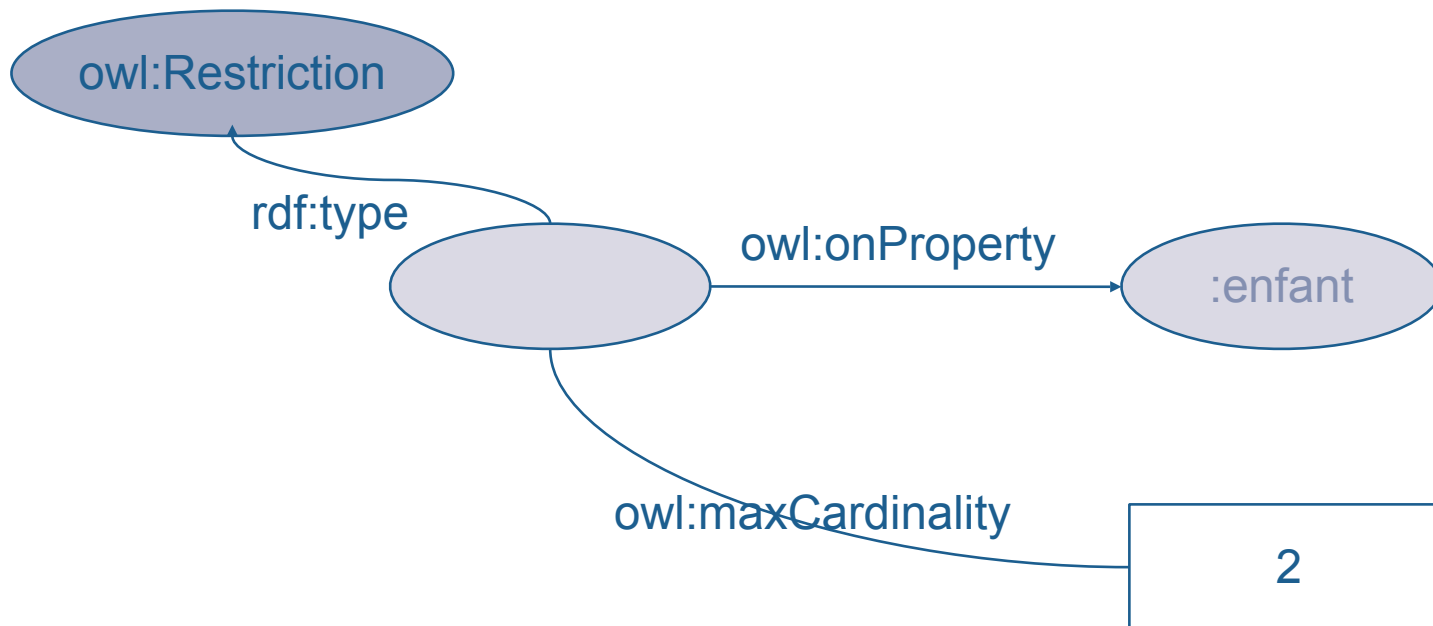 owl:Restriction
rdf:type
owl:onProperty
:enfant
owl:maxCardinality
2